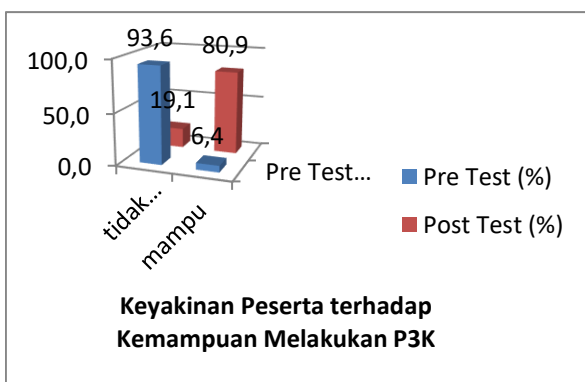 93,6
80,9
100,0
19,1
50,0
6,4
0,0
Pre Test...
Pre Test (%)
tidak...
mampu
Post Test (%)
Keyakinan Peserta terhadap
Kemampuan Melakukan P3K